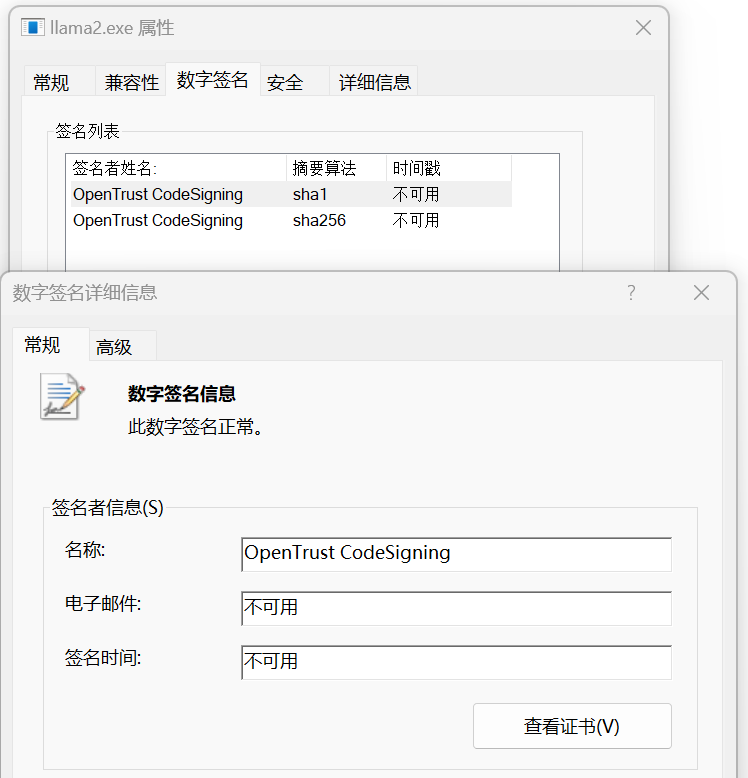 llama2.exe 属性
常规 兼容性 数字签名 安全 详细信息
签名列表
签名者姓名: 摘要算法 时间戳
OpenTrust CodeSigning sha1 不可用
OpenTrust CodeSigning sha256 不可用
数字签名详细信息 ?
常规 高级
数字签名信息
此数字签名正常。
签名者信息(S)
名称: OpenTrust CodeSigning
电子邮件: 不可用
签名时间: 不可用
查看证书(V)